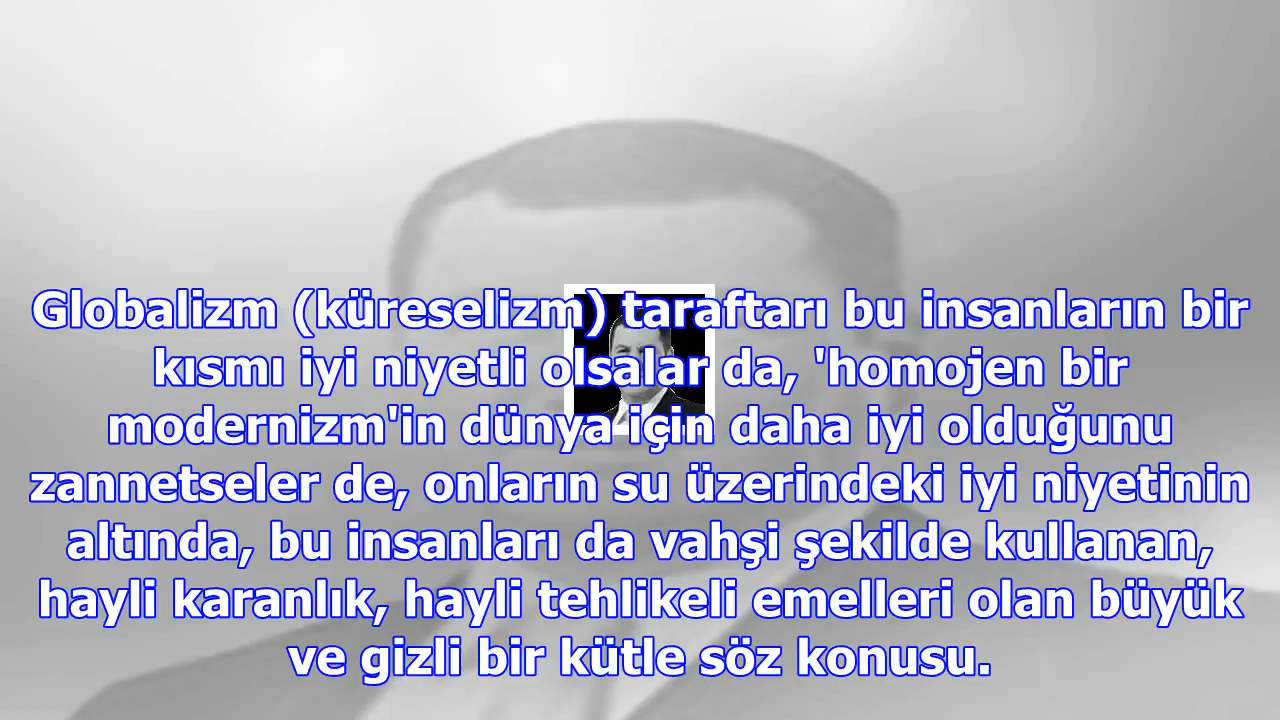 Globalizm (küreselizm) taraftarı bu insanların bir
kısmı iyi niyetli olsalar da, 'homojen bir
modernizm'in dünya için daha iyi olduğunu
zannetseler de, onların su üzerindeki iyi niyetinin
altında, bu insanları da vahşi şekilde kullanan,
hayli karanlık, hayli tehlikeli emelleri olan büyük
ve gizli bir kütle söz konusu.